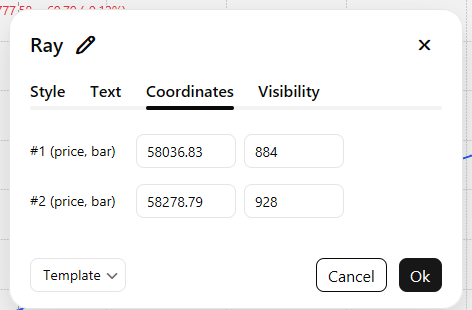 Ray
Style Text Coordinates Visibility
#1 (price, bar) 58036.83 884
#2 (price, bar) 58278.79 928
Template Cancel Ok